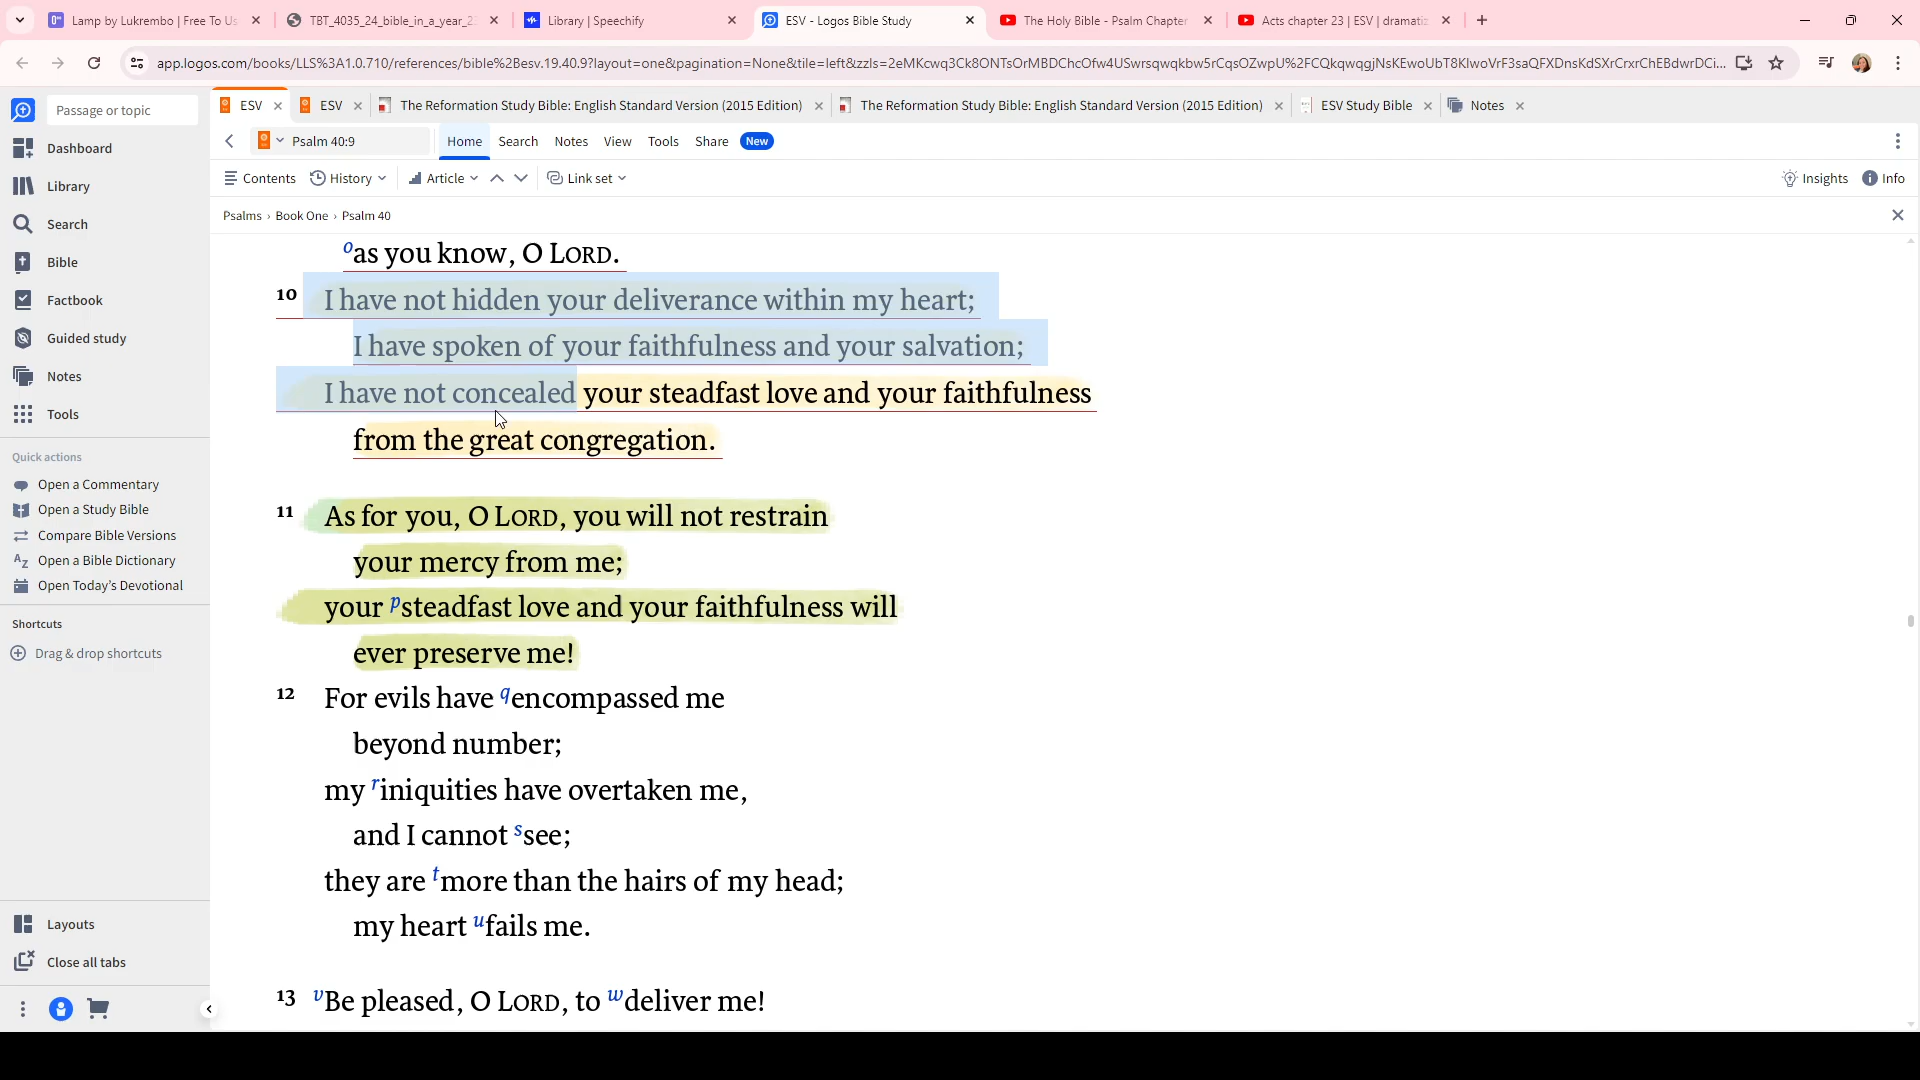 Lamp by Lukrembo | Free To Us
TBT_4035_24_bible_in_a_year_2
Library | Speechify
ESV - Logos Bible Study
The Holy Bible - Psalm Chapter
Acts chapter 23 | ESV | dramatiz
app.logos.com/books/LLS%3A1.0.710/references/bible%2Besv.19.40.9?layout=one&pagination=None&tile=left&zzls=2eMKcwq3Ck8ONTsOrMBDChcOfw4USwrsqwqkbw5rCqsOZwpU%2FCQkqwqgjNsKEwoUbT8KlwoVrF3saQFXDnsKdSXrCrxrChEBdwrDCi...
Passage or topic
ESV
ESV
The Reformation Study Bible: English Standard Version (2015 Edition)
The Reformation Study Bible: English Standard Version (2015 Edition)
ESV Study Bible
Notes
Psalm 40:9
Home
Search
Notes
View
Tools
Share
New
Contents
History
Article
Link set
Insights
Info
Psalms › Book One › Psalm 40
Dashboard
Library
Search
Bible
Factbook
Guided study
Notes
Tools
Quick actions
Open a Commentary
Open a Study Bible
Compare Bible Versions
Open a Bible Dictionary
Open Today's Devotional
Shortcuts
Drag & drop shortcuts
Layouts
Close all tabs
o as you know, O LORD.
10 I have not hidden your deliverance within my heart;
I have spoken of your faithfulness and your salvation;
I have not concealed your steadfast love and your faithfulness
from the great congregation.
11 As for you, O LORD, you will not restrain
your mercy from me;
your p steadfast love and your faithfulness will
ever preserve me!
12 For evils have q encompassed me
beyond number;
my r iniquities have overtaken me,
and I cannot s see;
they are t more than the hairs of my head;
my heart u fails me.
13 v Be pleased, O LORD, to w deliver me!